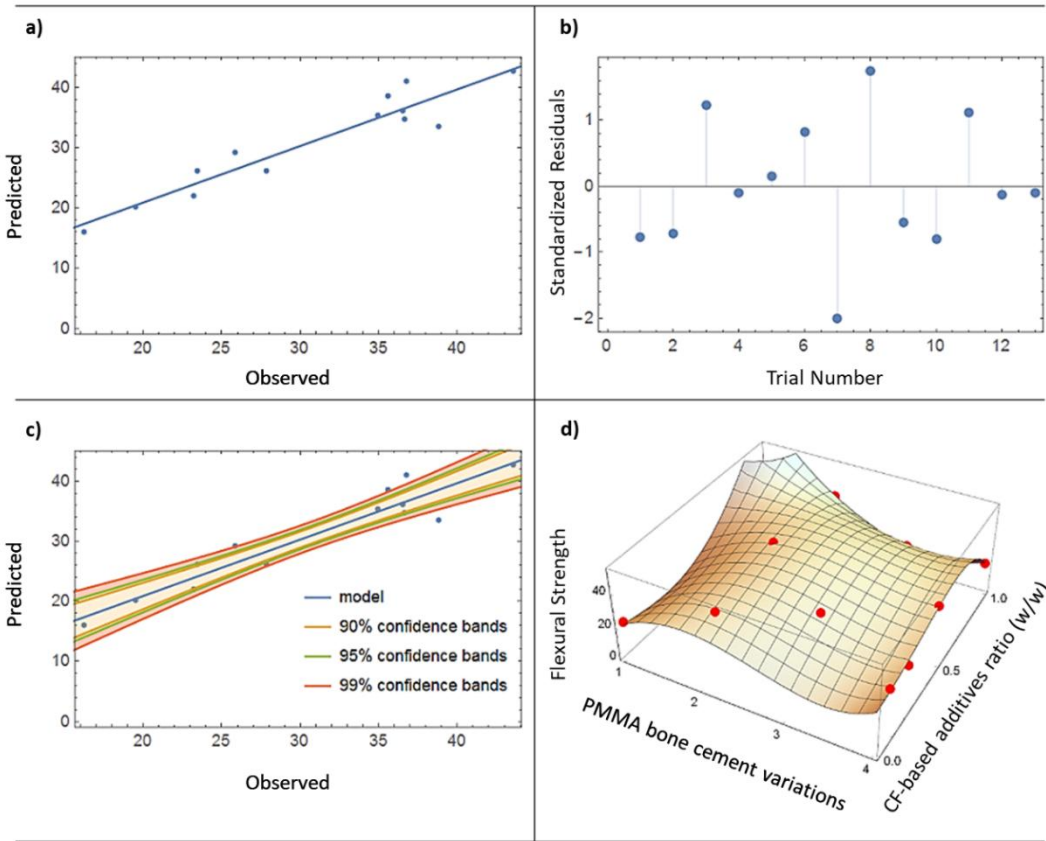 a)
40
30
20
10
0
Predicted
20
25
30
35
40
Observed
b)
1
0
−1
−2
Standardized Residuals
0
2
4
6
8
10
12
Trial Number
c)
40
30
20
10
0
Predicted
model
90% confidence bands
95% confidence bands
99% confidence bands
20
25
30
35
40
Observed
d)
Flexural Strength
40
20
0
1
2
3
4
PMMA bone cement variations
0.0
0.5
1.0
CF-based additives ratio (w/w)